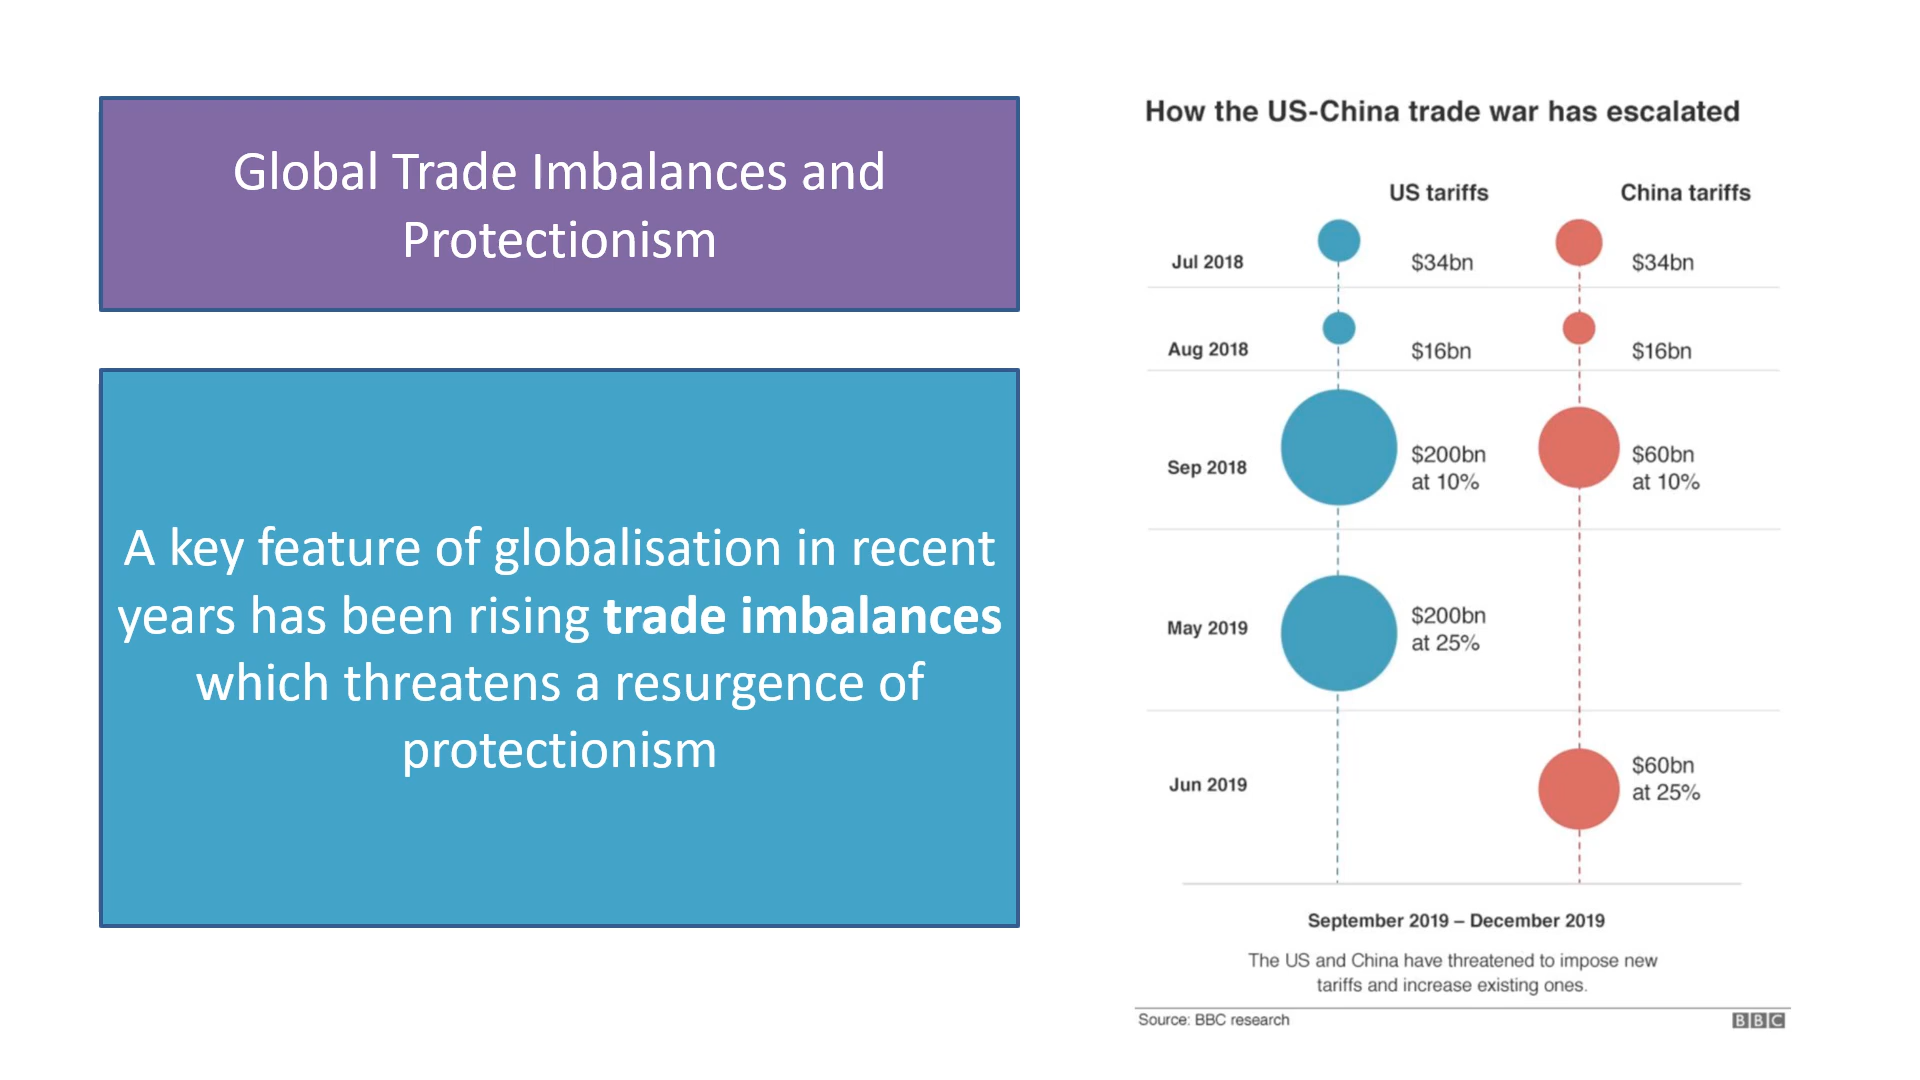 Global Trade Imbalances and
Protectionism
A key feature of globalisation in recent
years has been rising trade imbalances
which threatens a resurgence of
protectionism
How the US-China trade war has escalated
US tariffs China tariffs
Jul 2018 $34bn $34bn
Aug 2018 $16bn $16bn
Sep 2018 $200bn at 10% $60bn at 10%
May 2019 $200bn at 25%
Jun 2019 $60bn at 25%
September 2019 – December 2019
The US and China have threatened to impose new
tariffs and increase existing ones.
Source: BBC research BBC